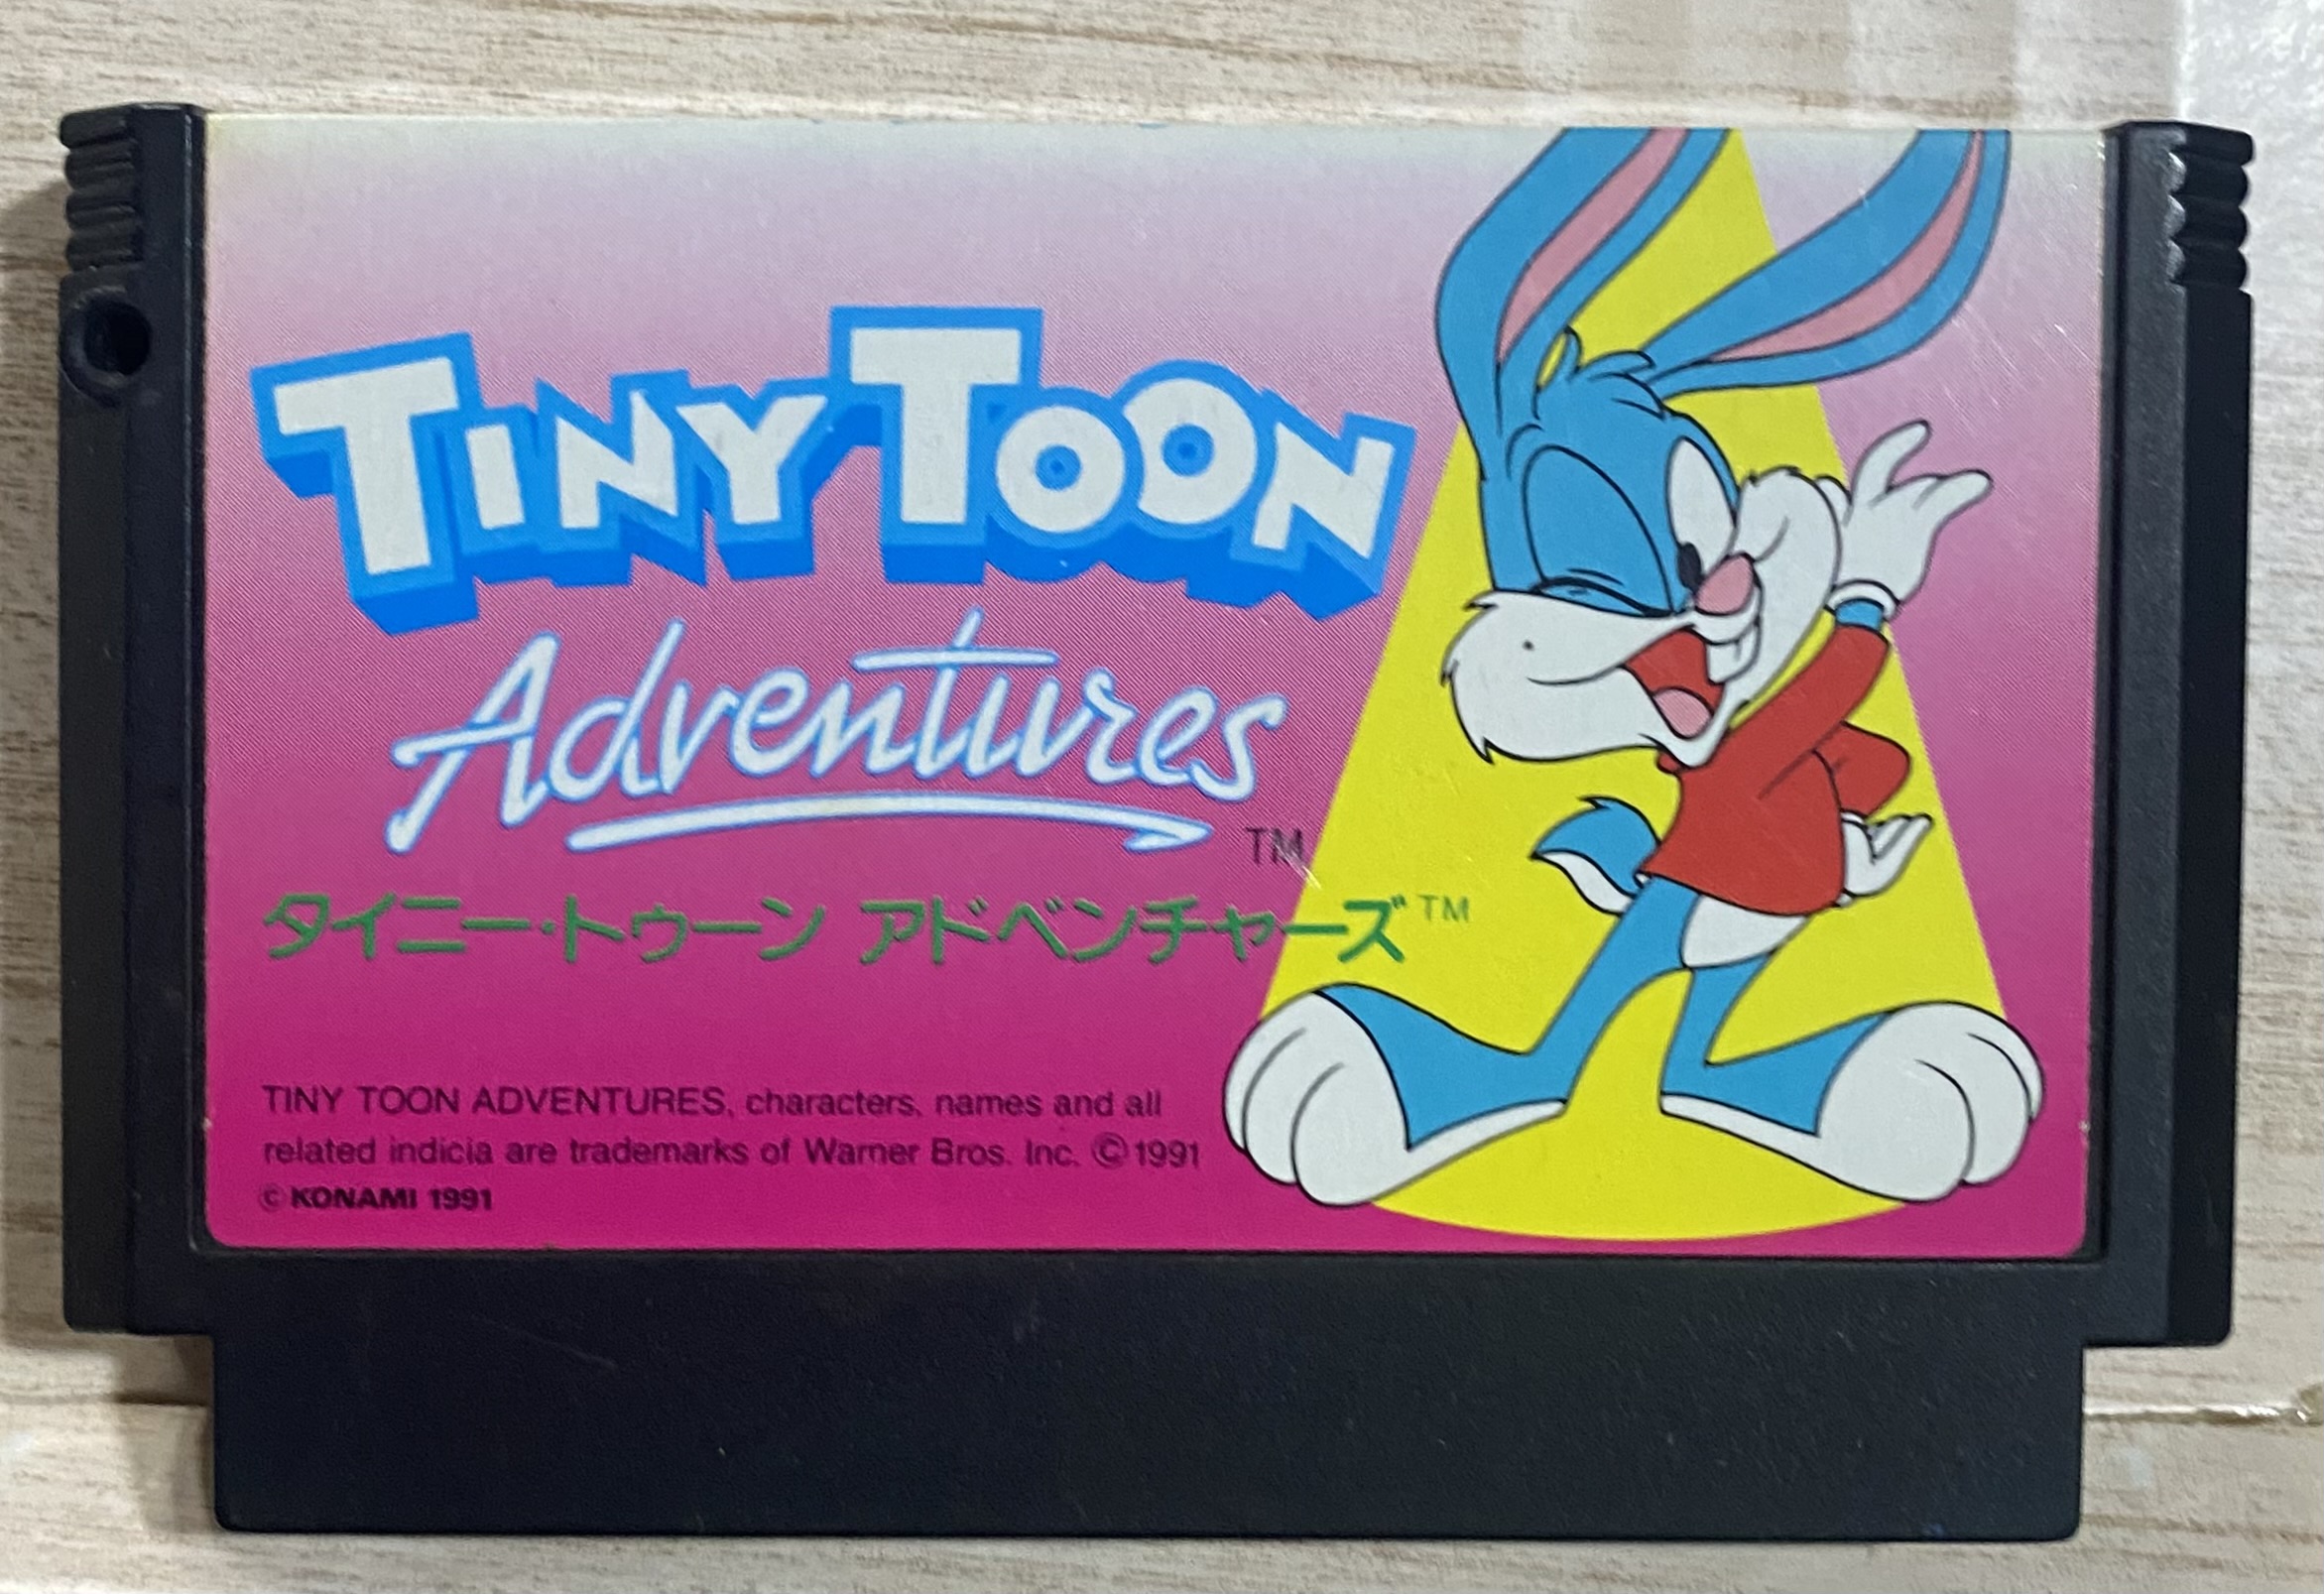 TINY TOON
Adventures
TM
タイニー・トゥーン アドベンチャーズ TM
TINY TOON ADVENTURES, characters, names and all
related indicia are trademarks of Warner Bros. Inc. ©1991
© KONAMI 1991